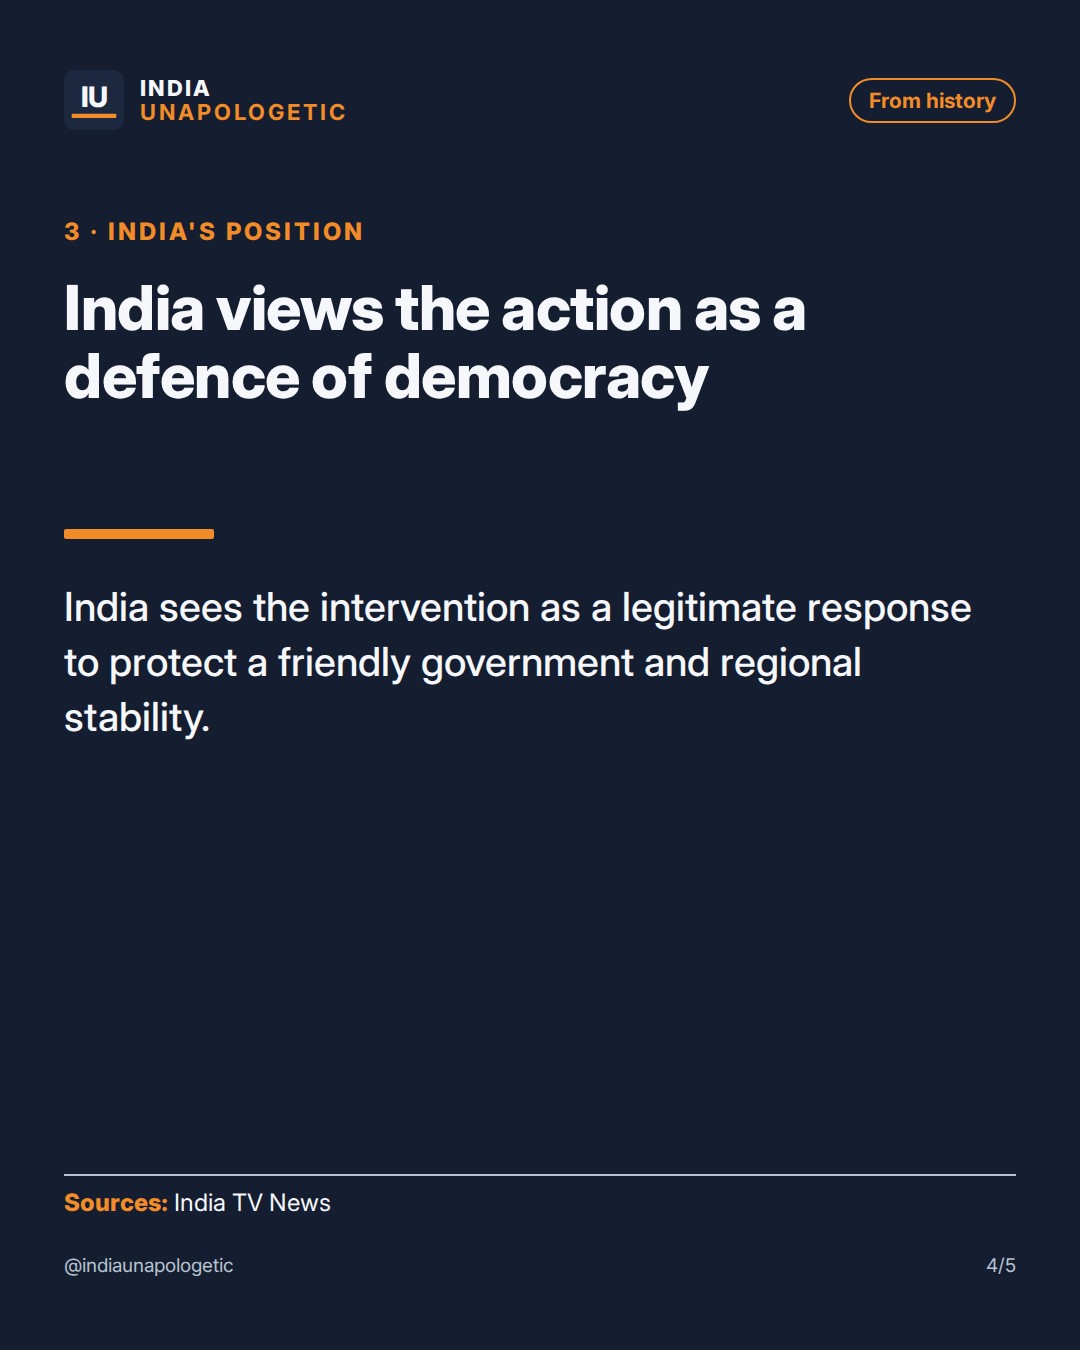 IU
INDIA
UNAPOLOGETIC
From history
3 · INDIA'S POSITION
India views the action as a
defence of democracy
India sees the intervention as a legitimate response
to protect a friendly government and regional
stability.
Sources: India TV News
@indiaunapologetic
4/5